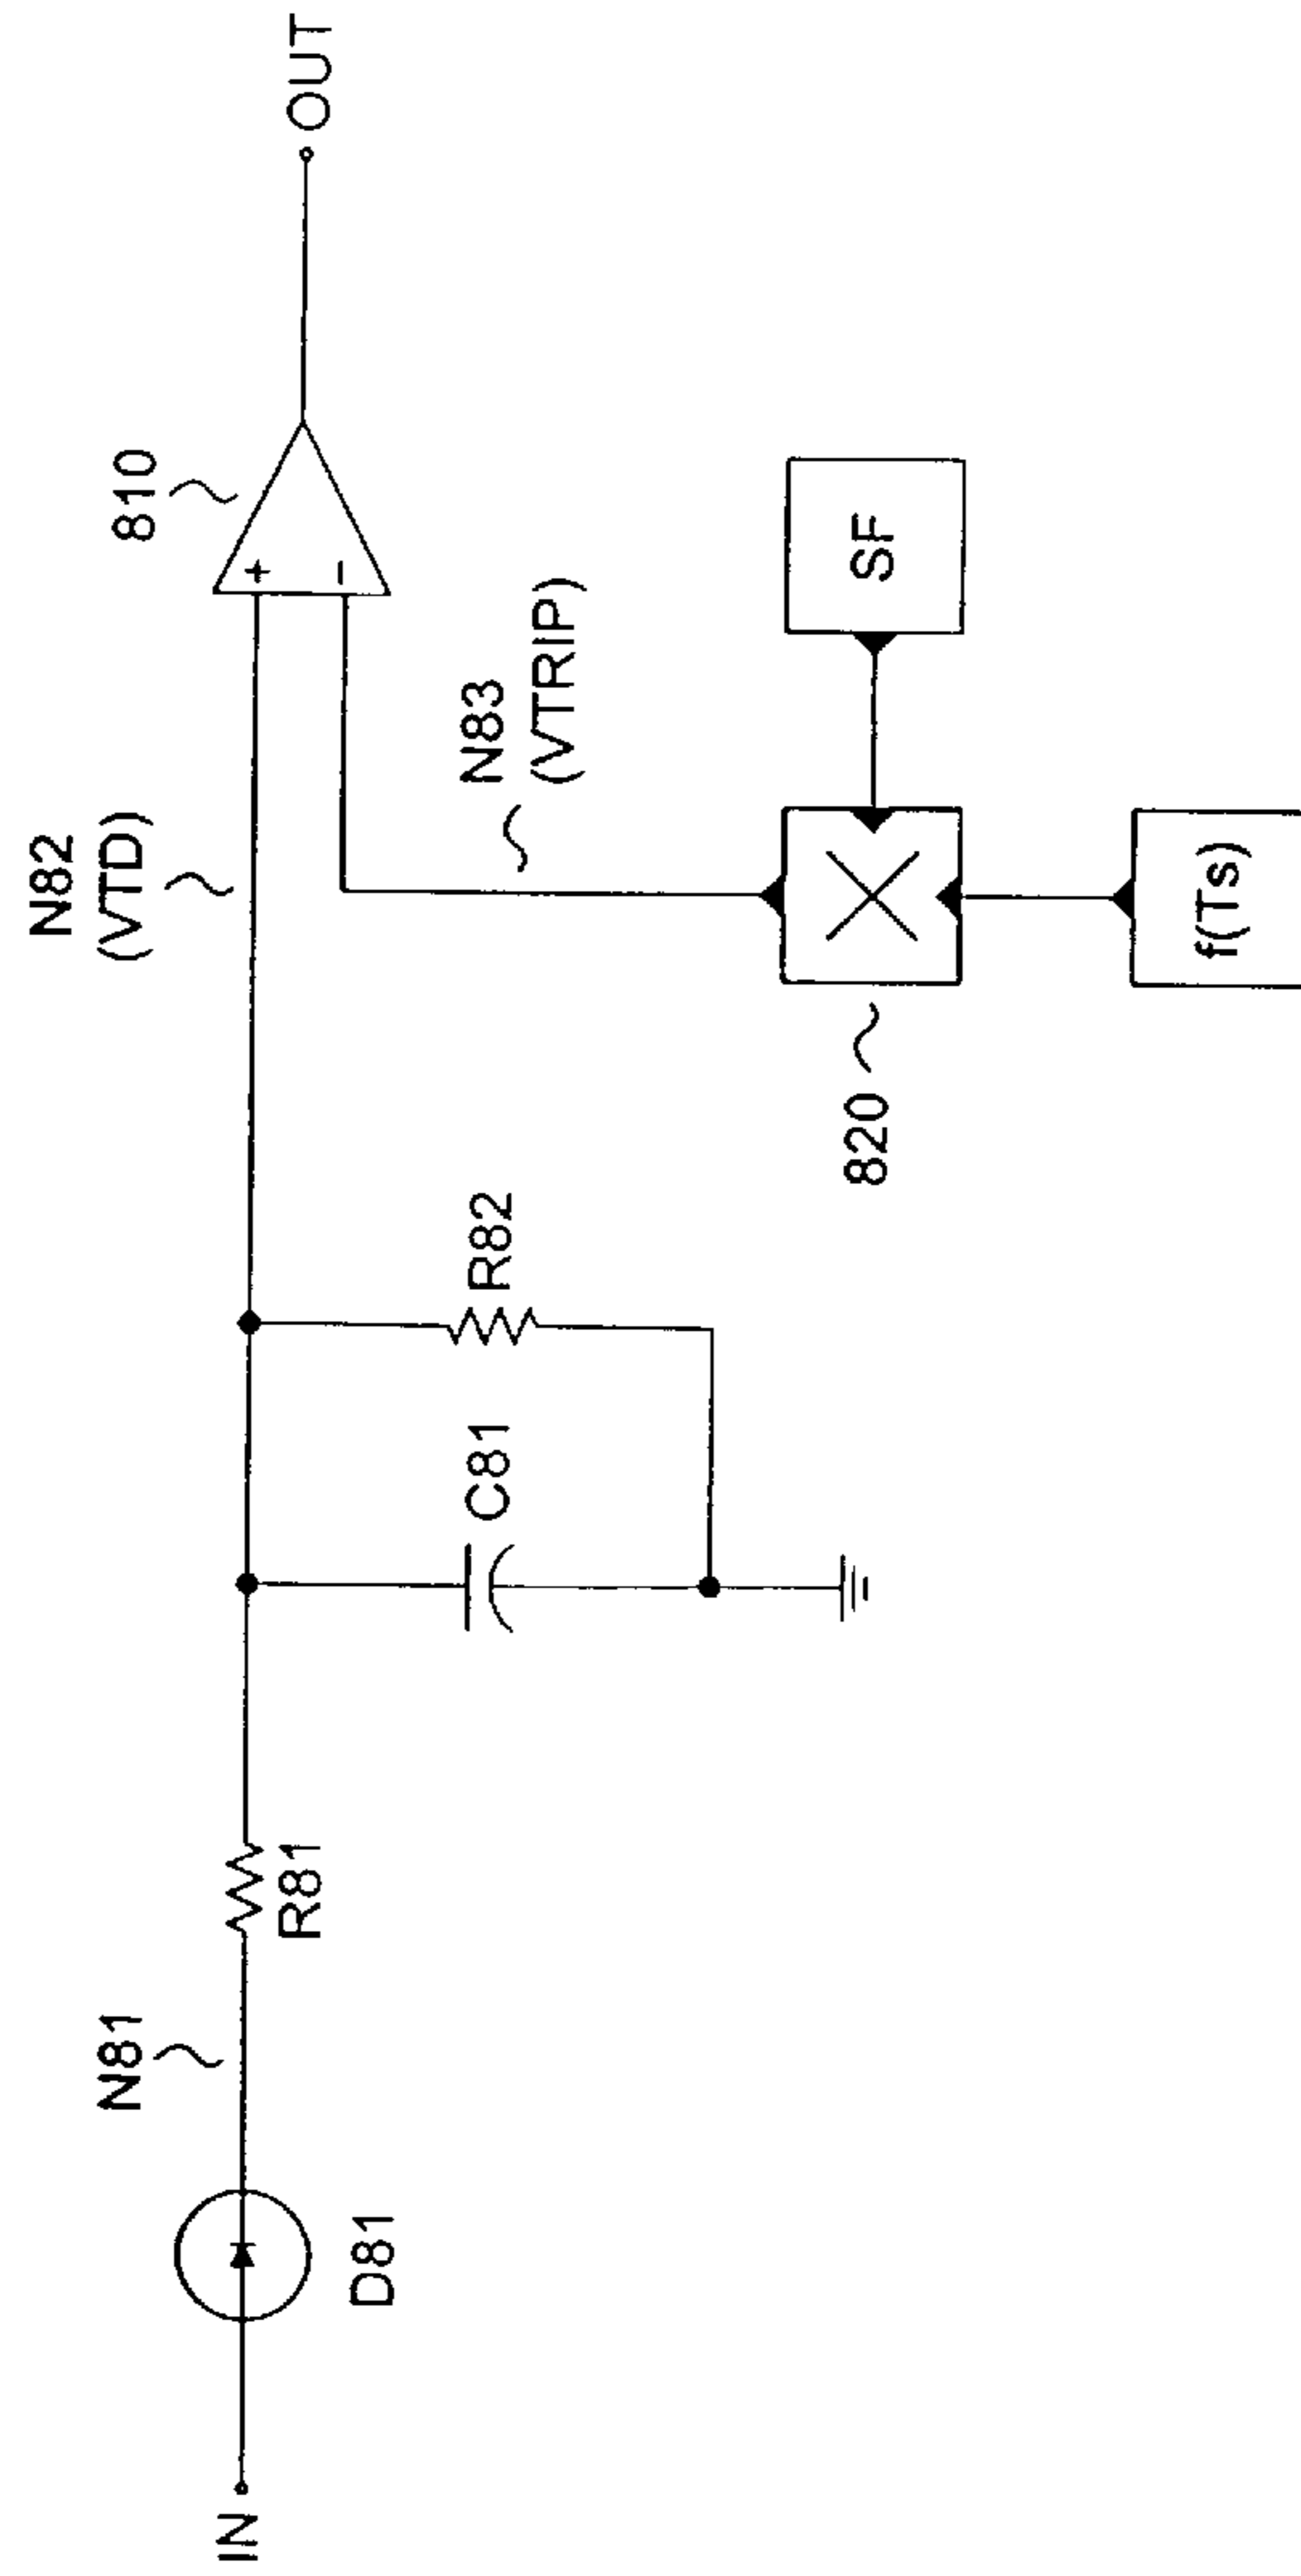 IN
D81
N81
R81
C81
R82
N82
(VTD)
820
f(Ts)
SF
N83
(VTRIP)
810
+
−
OUT